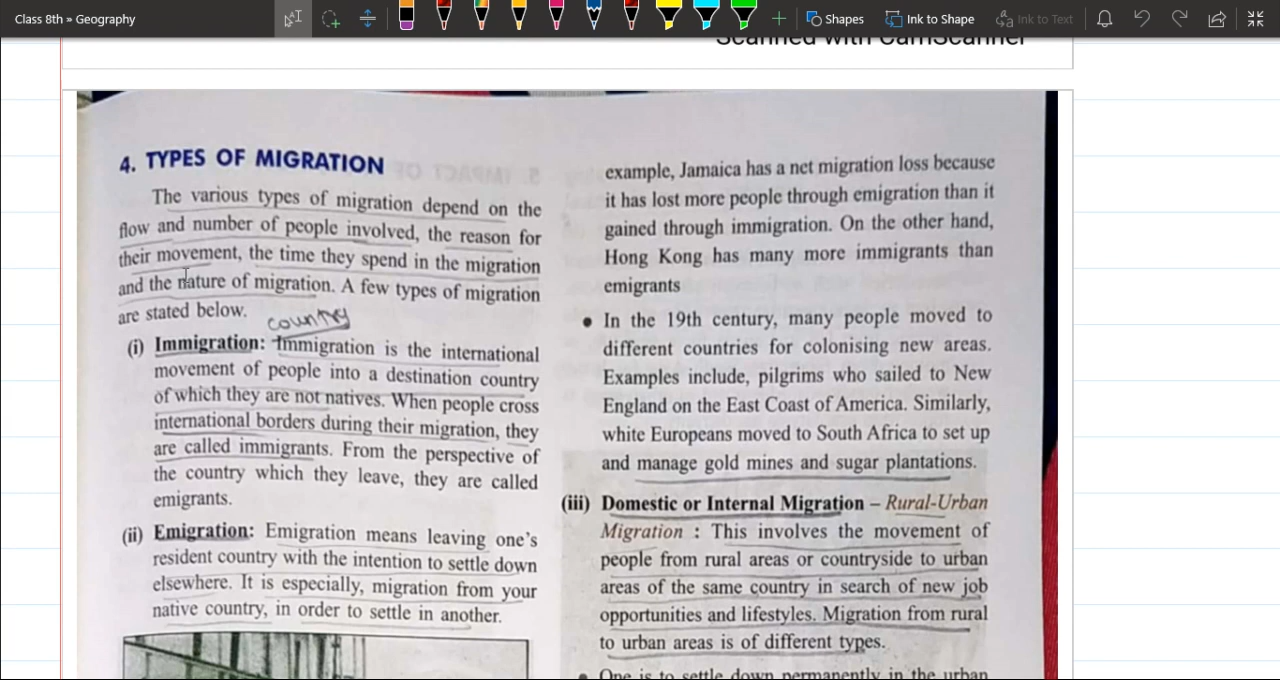 Class 8th » Geography
Shapes
Ink to Shape
Ink to Text
Scanned with CamScanner
4. TYPES OF MIGRATION
The various types of migration depend on the
flow and number of people involved, the reason for
their movement, the time they spend in the migration
and the nature of migration. A few types of migration
are stated below.
country
(i) Immigration: Immigration is the international
movement of people into a destination country
of which they are not natives. When people cross
international borders during their migration, they
are called immigrants. From the perspective of
the country which they leave, they are called
emigrants.
(ii) Emigration: Emigration means leaving one's
resident country with the intention to settle down
elsewhere. It is especially, migration from your
native country, in order to settle in another.
example, Jamaica has a net migration loss because
it has lost more people through emigration than it
gained through immigration. On the other hand,
Hong Kong has many more immigrants than
emigrants
• In the 19th century, many people moved to
different countries for colonising new areas.
Examples include, pilgrims who sailed to New
England on the East Coast of America. Similarly,
white Europeans moved to South Africa to set up
and manage gold mines and sugar plantations.
(iii) Domestic or Internal Migration – Rural-Urban
Migration : This involves the movement of
people from rural areas or countryside to urban
areas of the same country in search of new job
opportunities and lifestyles. Migration from rural
to urban areas is of different types.
• One is to settle down permanently in the urban